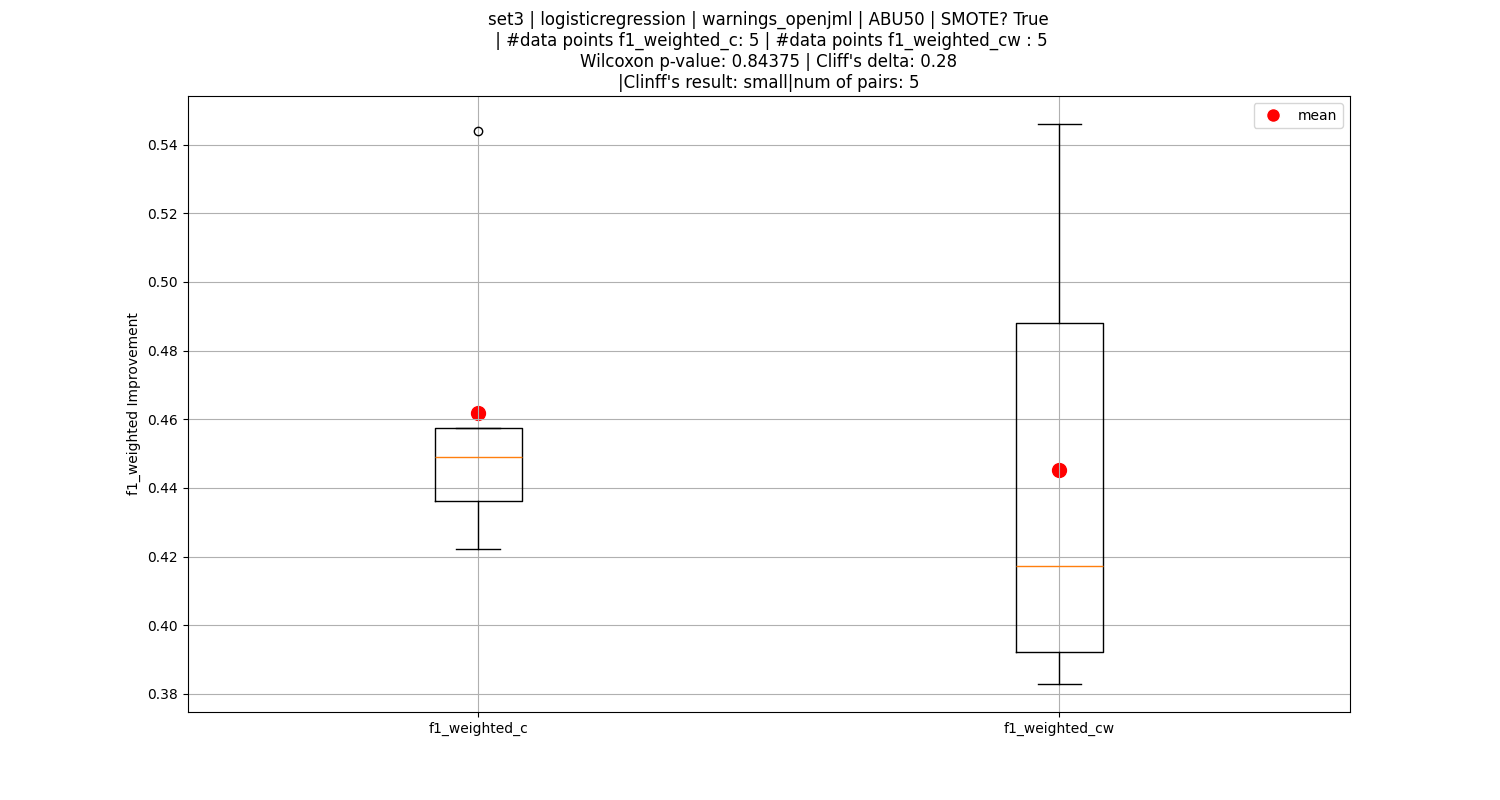 set3 | logisticregression | warnings_openjml | ABU50 | SMOTE? True
| #data points f1_weighted_c: 5 | #data points f1_weighted_cw : 5
Wilcoxon p-value: 0.84375 | Cliff's delta: 0.28
|Clinff's result: small|num of pairs: 5
mean
0.54
0.52
0.50
0.48
0.46
0.44
0.42
0.40
0.38
f1_weighted Improvement
f1_weighted_c
f1_weighted_cw